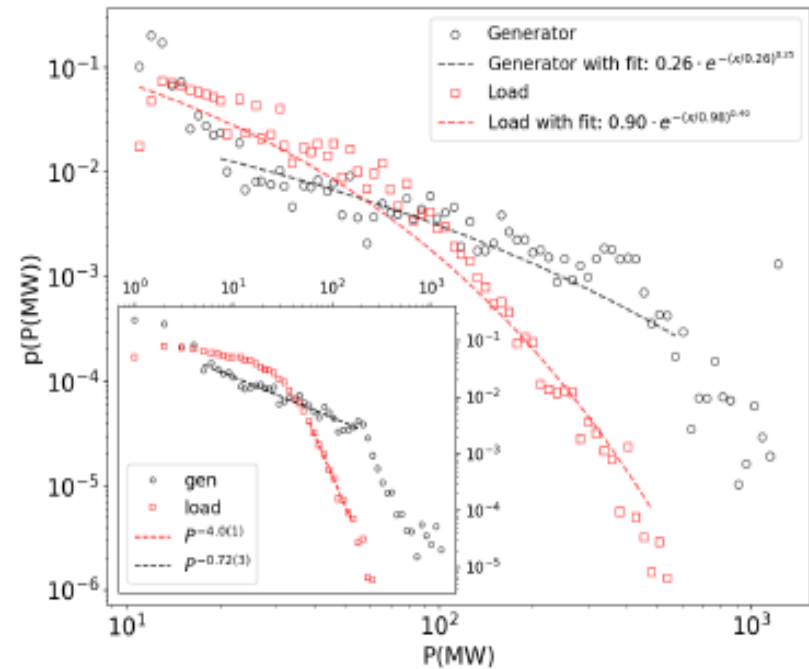 Generator
Generator with fit: 0.26 · e^{-(x/0.26)^{0.25}}
Load
Load with fit: 0.90 · e^{-(x/0.98)^{0.40}}
p(P(MW))
10^{-1}
10^{-2}
10^{-3}
10^{-4}
10^{-5}
10^{-6}
10^0 10^1 10^2 10^3
10^{-1}
10^{-2}
10^{-3}
10^{-4}
10^{-5}
gen
load
P^{-4.0(1)}
P^{-0.72(3)}
10^1 10^2 10^3
P(MW)